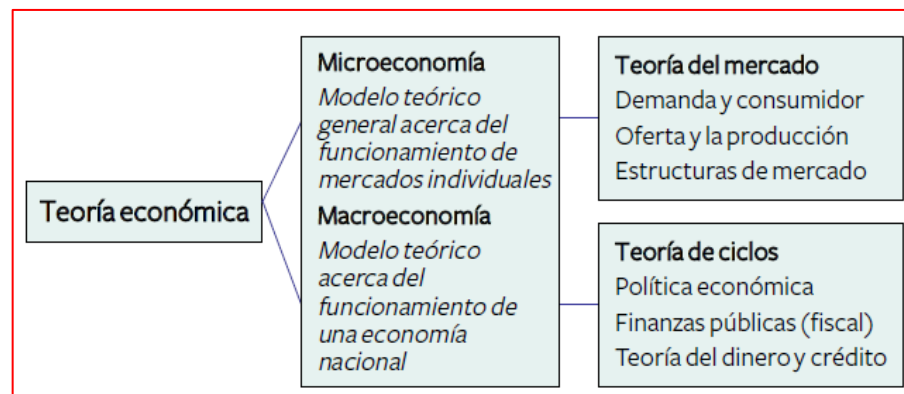 Teoría económica
Microeconomía
Modelo teórico
general acerca del
funcionamiento de
mercados individuales
Macroeconomía
Modelo teórico
acerca del
funcionamiento de
una economía
nacional
Teoría del mercado
Demanda y consumidor
Oferta y la producción
Estructuras de mercado
Teoría de ciclos
Política económica
Finanzas públicas (fiscal)
Teoría del dinero y crédito